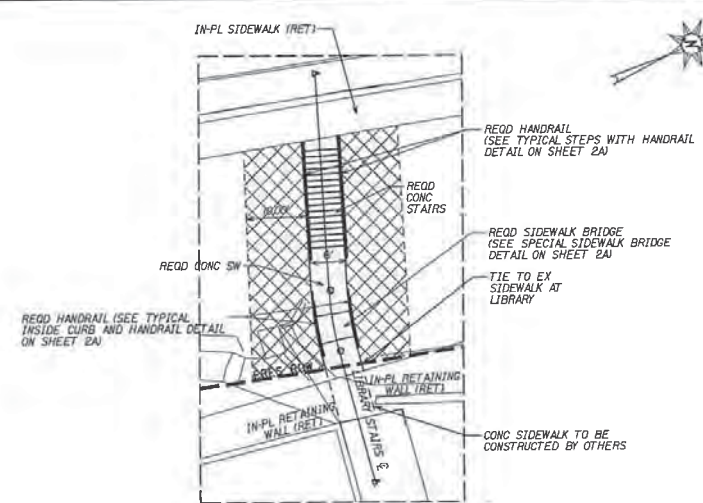 IN-PL SIDEWALK (RET)
N
REQD HANDRAIL
(SEE TYPICAL STEPS WITH HANDRAIL
DETAIL ON SHEET 2A)
REQD
CONC
STAIRS
6'
REQD SIDEWALK BRIDGE
(SEE SPECIAL SIDEWALK BRIDGE
DETAIL ON SHEET 2A)
REQD CONC SW
TIE TO EX
SIDEWALK AT
LIBRARY
REQD HANDRAIL (SEE TYPICAL
INSIDE CURB AND HANDRAIL DETAIL
ON SHEET 2A)
PRES ROW
IN-PL RETAINING
WALL (RET)
IN-PL RETAINING
WALL (RET)
LIBRARY STAIRS ℄
CONC SIDEWALK TO BE
CONSTRUCTED BY OTHERS